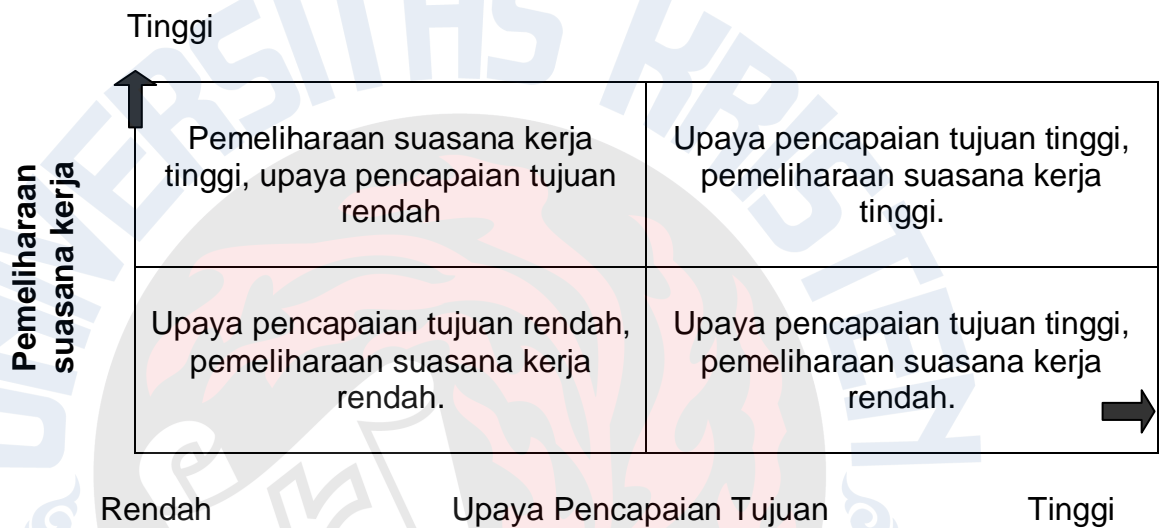 Tinggi
Pemeliharaan suasana kerja
tinggi, upaya pencapaian tujuan
rendah
Upaya pencapaian tujuan tinggi,
pemeliharaan suasana kerja
tinggi.
Pemeliharaan
suasana kerja
Upaya pencapaian tujuan rendah,
pemeliharaan suasana kerja
rendah.
Upaya pencapaian tujuan tinggi,
pemeliharaan suasana kerja
rendah.
Rendah
Upaya Pencapaian Tujuan
Tinggi
UNIVERSITAS KRISTEN